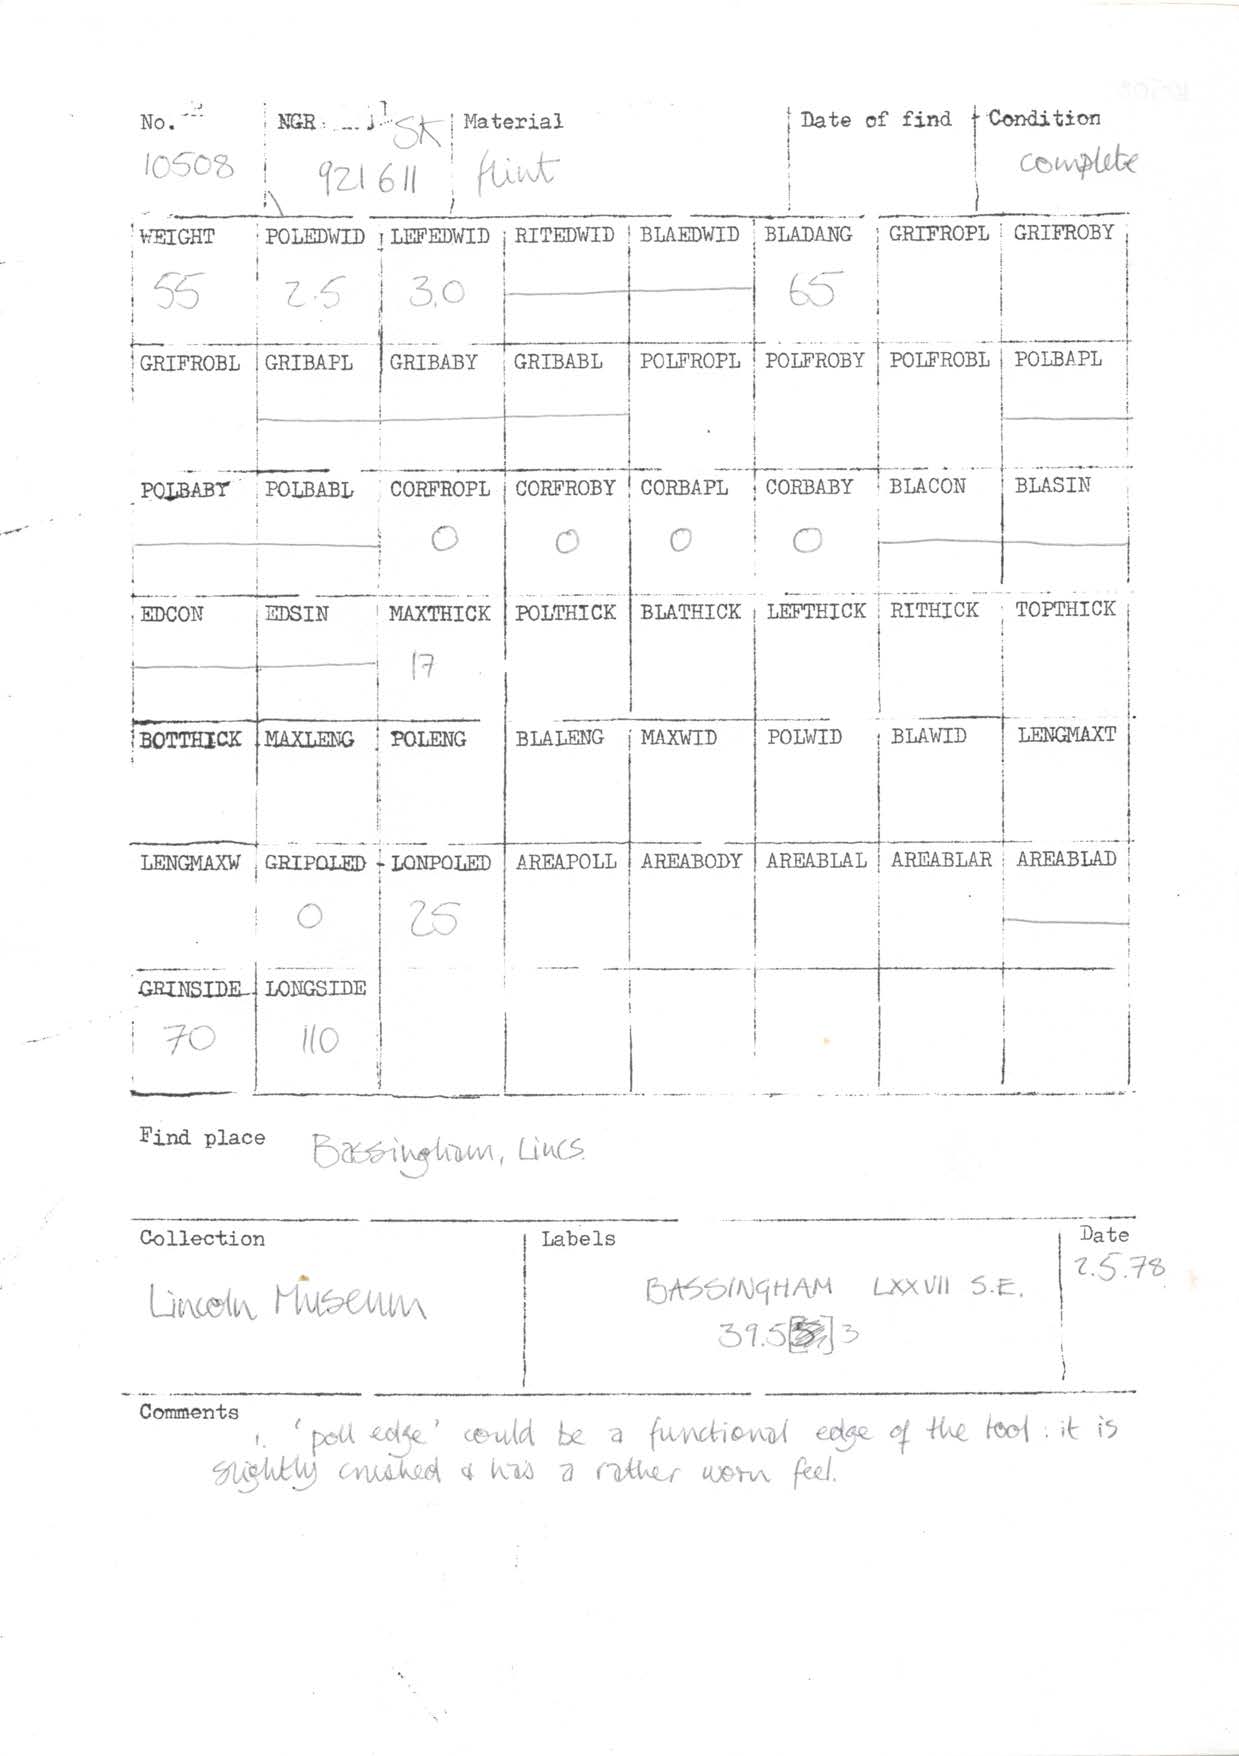 No. NGR SK Material Date of find Condition
10508 921 611 flint complete
WEIGHT POLEDWID LEFEDWID RITEDWID BLAEDWID BLADANG GRIFROPL GRIFROBY
55 2.5 3.0 65
GRIFROBL GRIBAPL GRIBABY GRIBABL POLFROPL POLFROBY POLFROBL POLBAPL
POLBABY POLBABL CORFROPL CORFROBY CORBAPL CORBABY BLACON BLASIN
0 0 0 0
EDCON EDSIN MAXTHICK POLTHICK BLATHICK LEFTHICK RITHICK TOPTHICK
17
BOTTHICK MAXLENG POLENG BLALENG MAXWID POLWID BLAWID LENGMAXT
LENGMAXW GRIPOLED LONPOLED AREAPOLL AREABODY AREABLAL AREABLAR AREABLAD
0 25
GRINSIDE LONGSIDE
70 110
Find place Bassingham, Lincs.
Collection Labels Date
Lincoln Museum BASSINGHAM LXXVII S.E. 2.5.78
39.5[] 3
Comments
1. 'poll edge' could be a functional edge of the tool : it is
slightly crushed & has a rather worn feel.